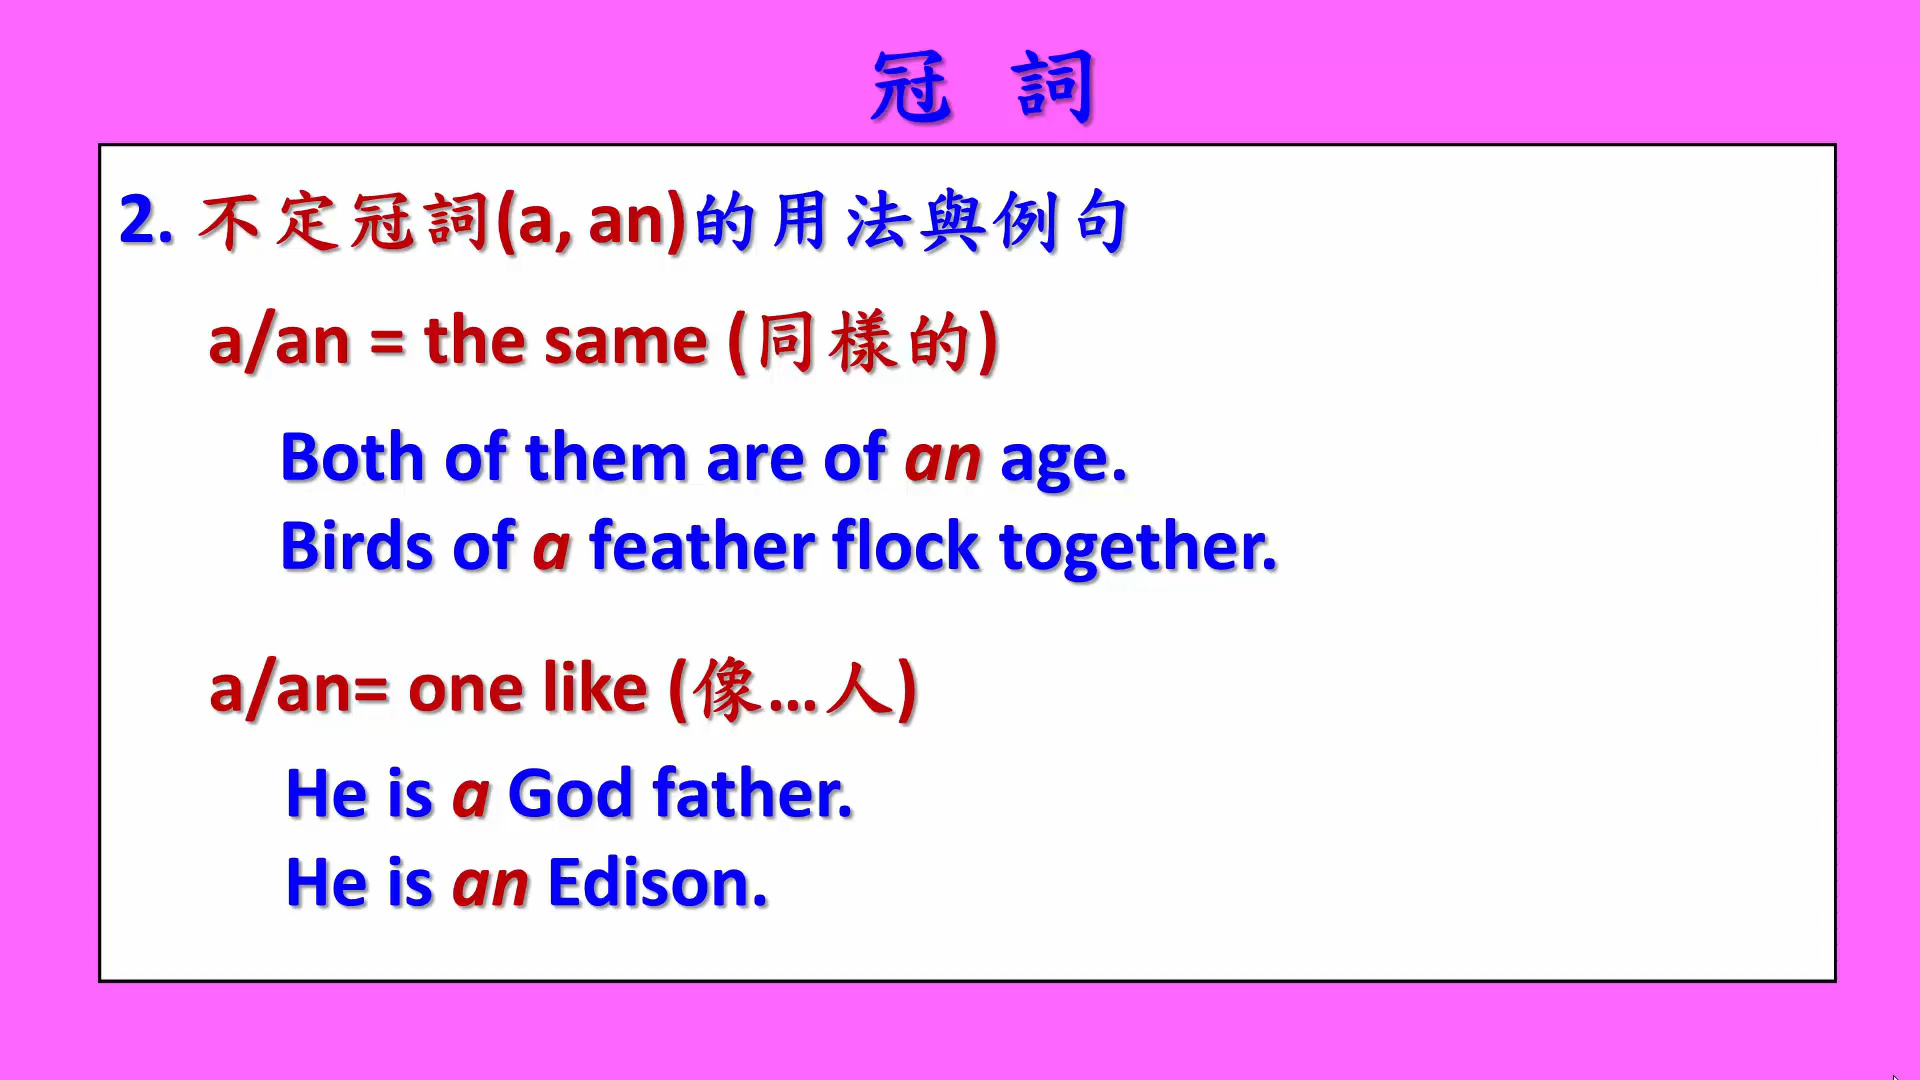 冠 詞
2. 不定冠詞(a, an)的用法與例句
a/an = the same (同樣的)
Both of them are of an age.
Birds of a feather flock together.
a/an= one like (像...人)
He is a God father.
He is an Edison.